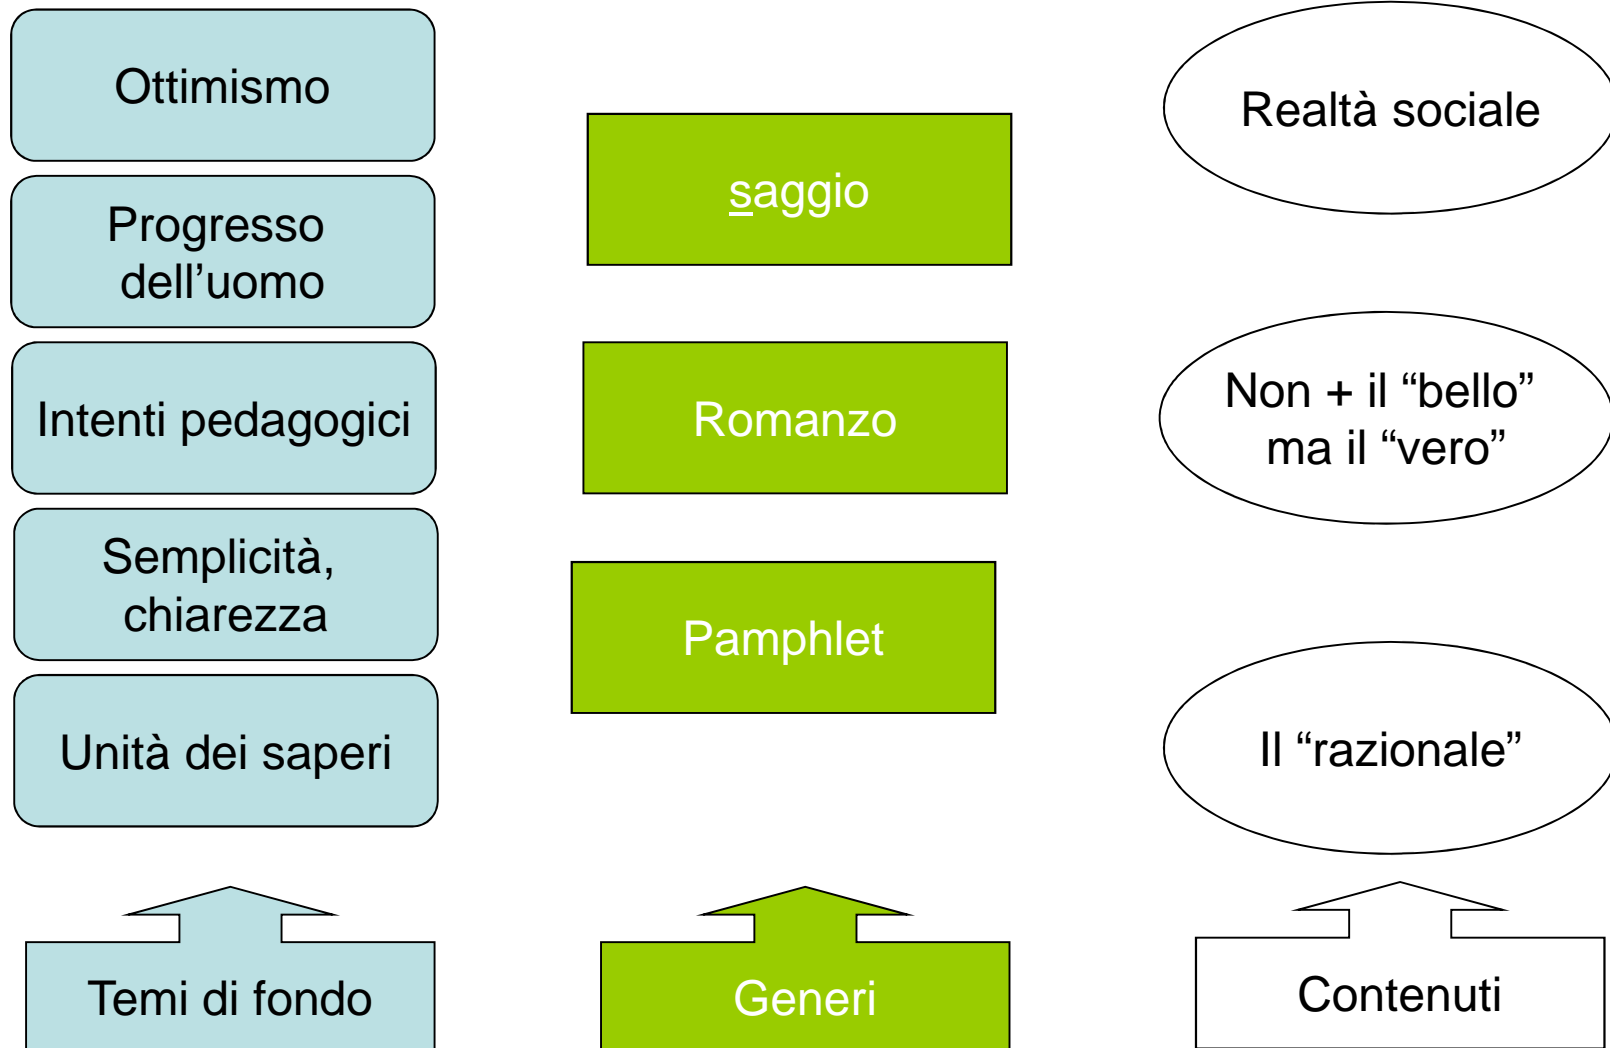 Ottimismo
Progresso
dell’uomo
Intenti pedagogici
Semplicità,
chiarezza
Unità dei saperi
Temi di fondo
saggio
Romanzo
Pamphlet
Generi
Realtà sociale
Non + il “bello”
ma il “vero”
Il “razionale”
Contenuti